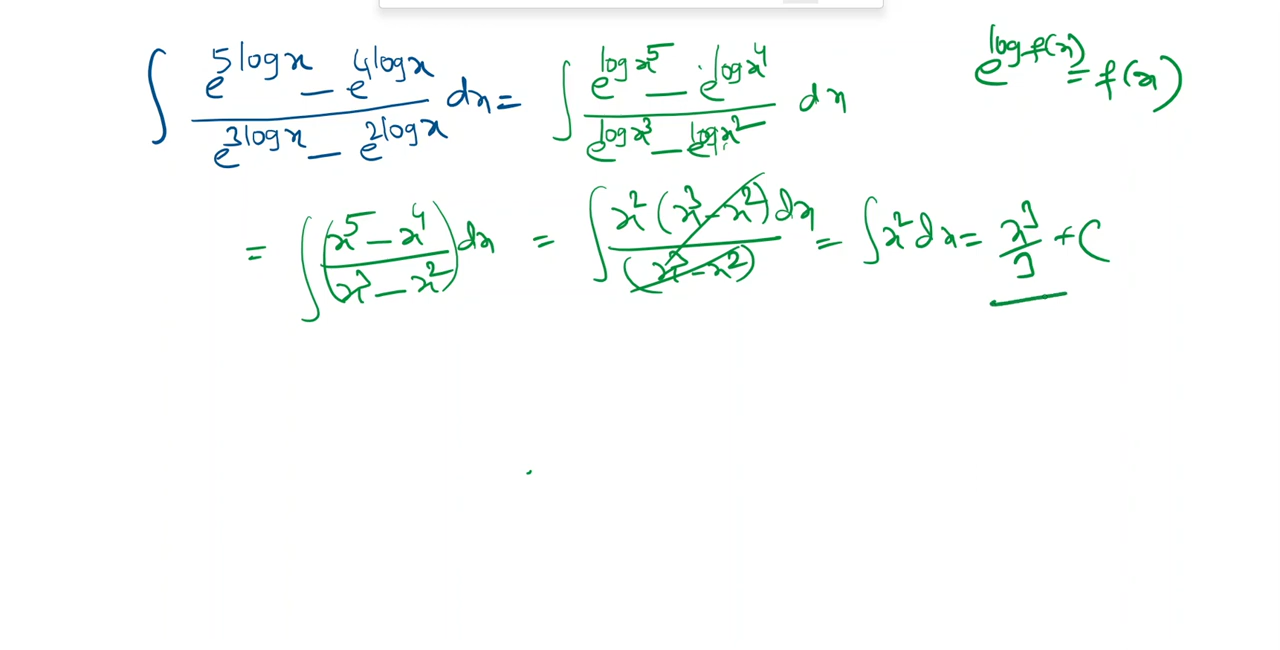 ∫ (e^{5 log x} − e^{4 log x}) / (e^{3 log x} − e^{2 log x}) dx = ∫ (e^{log x^5} − e^{log x^4}) / (e^{log x^3} − e^{log x^2}) dx    e^{log f(x)} = f(x)
= ∫ ((x^5 − x^4) / (x^3 − x^2)) dx = ∫ x^2 (x^3 − x^2) dx / (x^3 − x^2) = ∫ x^2 dx = x^3/3 + C